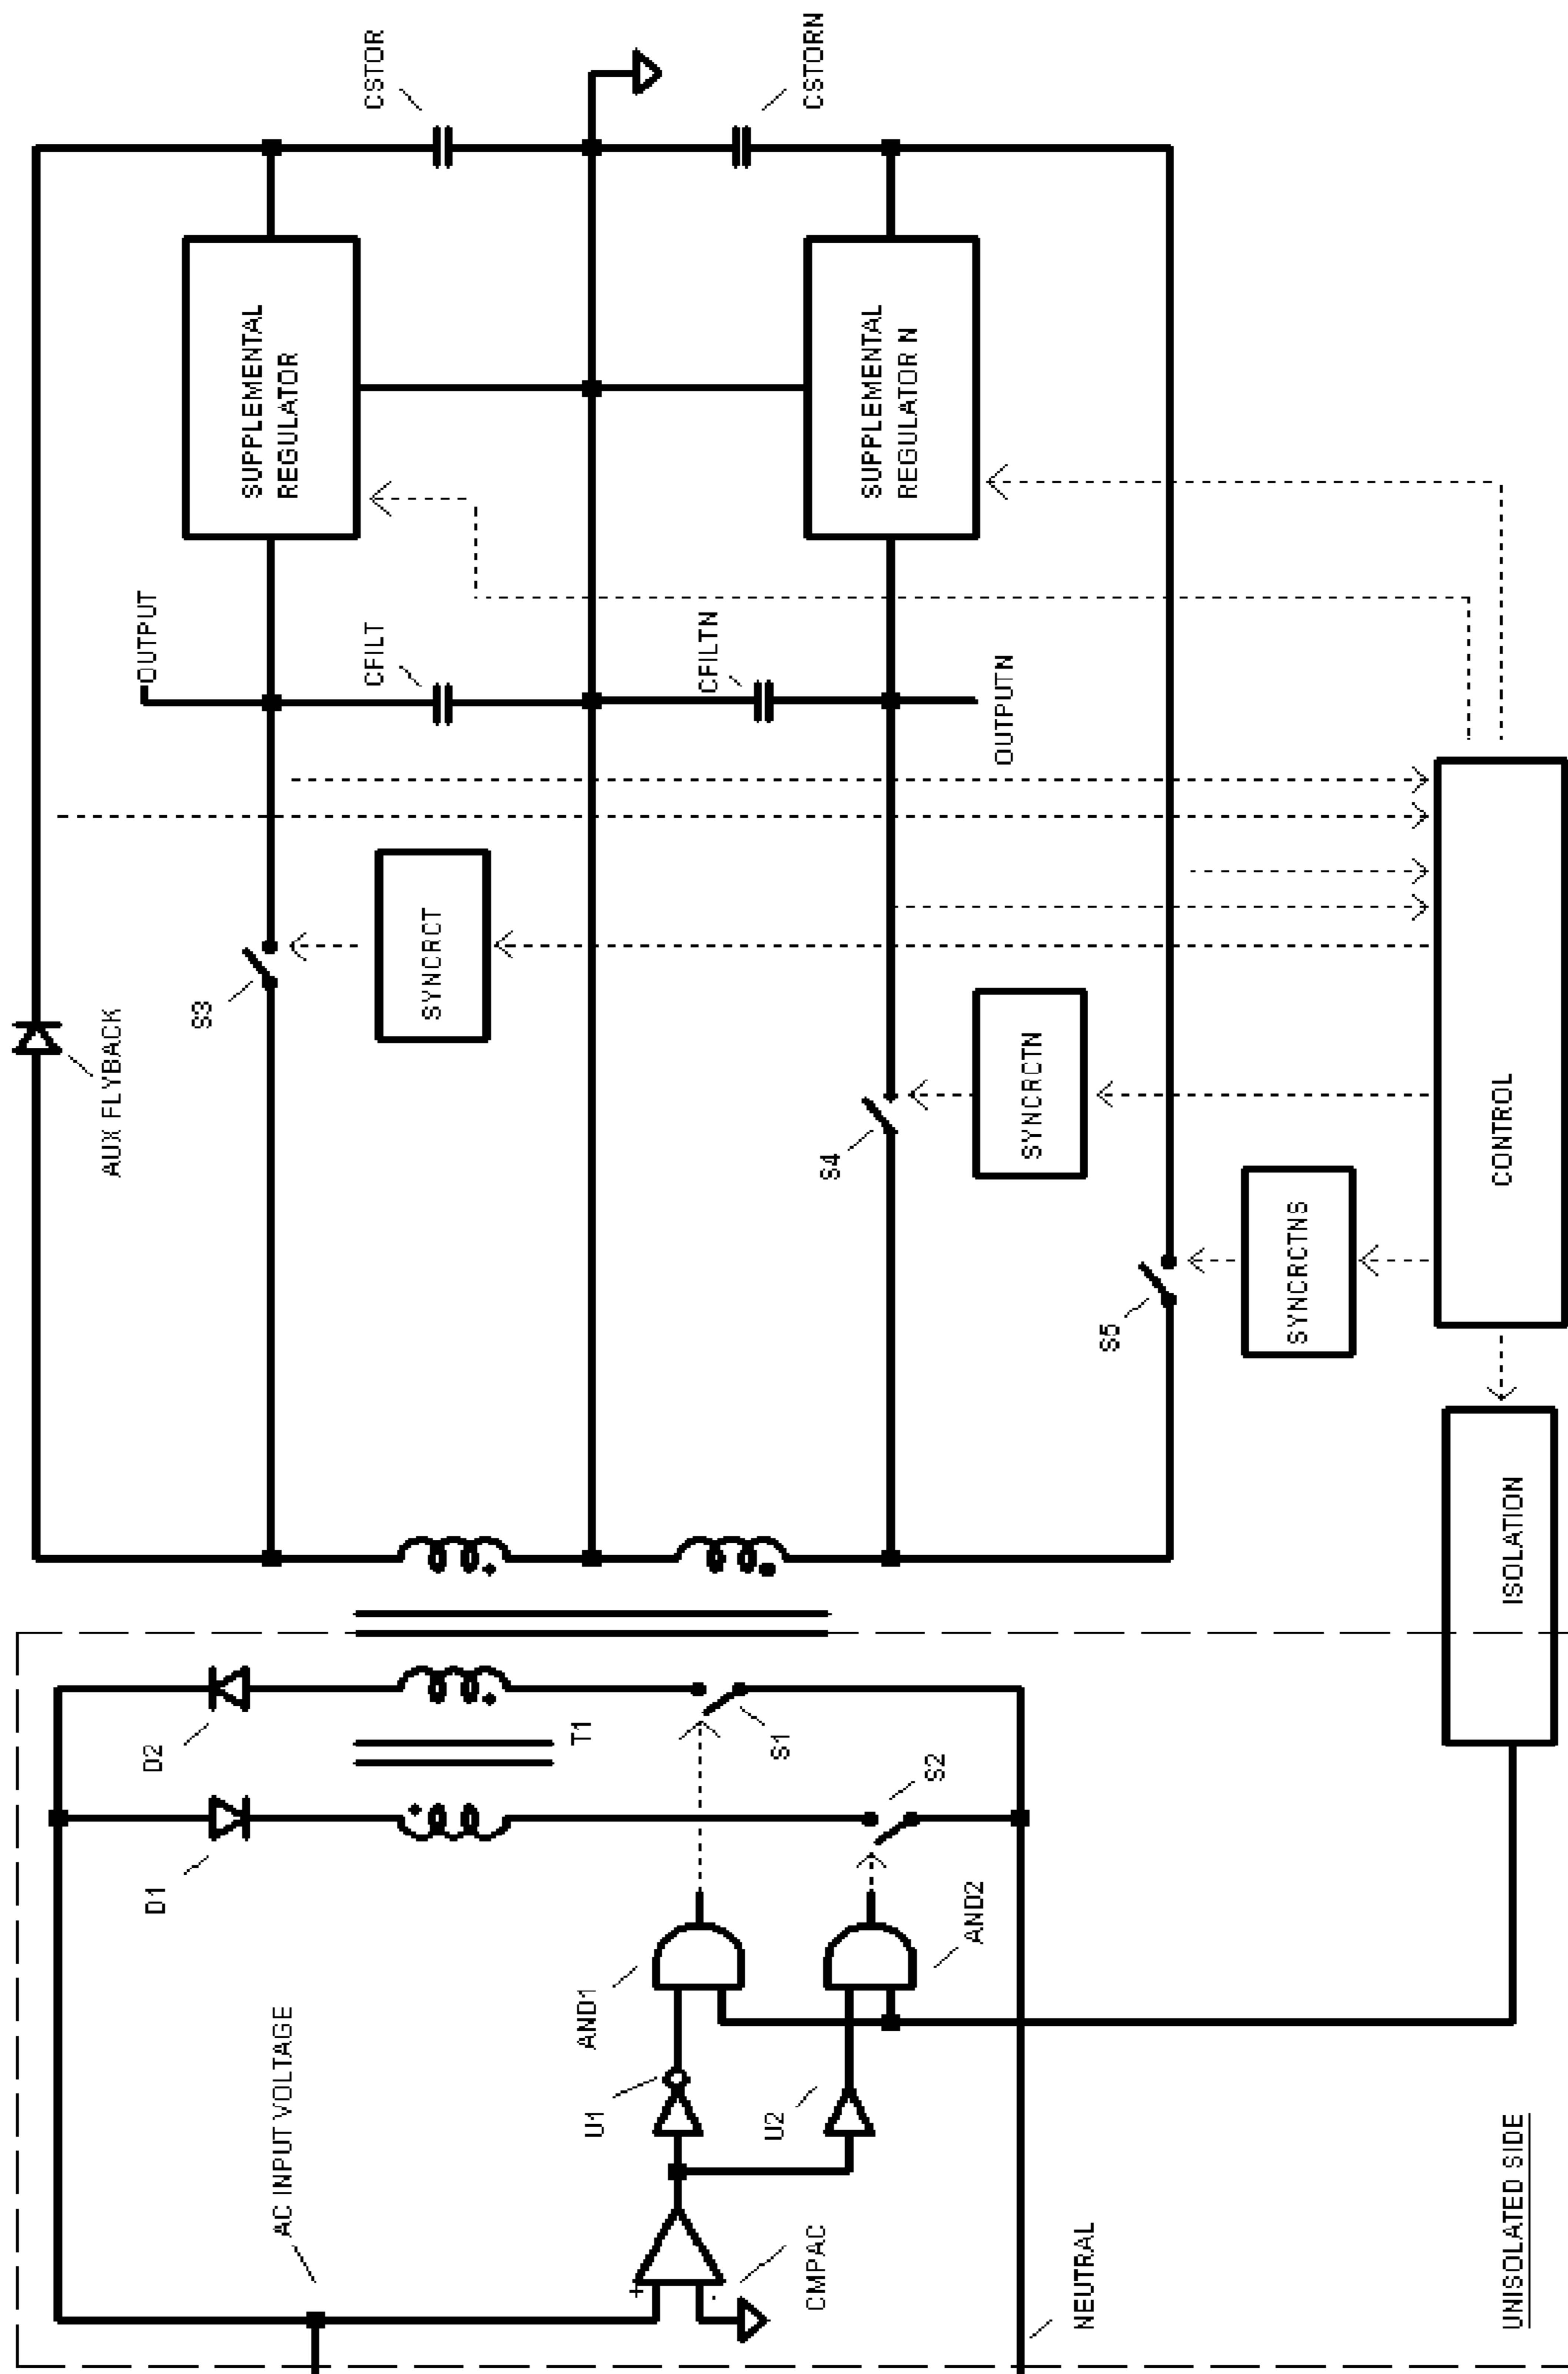 AC INPUT VOLTAGE
D1
D2
T1
AUX FLYBACK
S3
OUTPUT
SUPPLEMENTAL
REGULATOR
CSTOR
CFILT
SYNCRCT
CMPAC
U1
AND1
U2
AND2
S1
S2
S4
SYNCRCTN
CFILTN
OUTPUTN
SUPPLEMENTAL
REGULATOR N
CSTORN
NEUTRAL
S5
SYNCRCTNS
UNISOLATED SIDE
ISOLATION
CONTROL
+
-